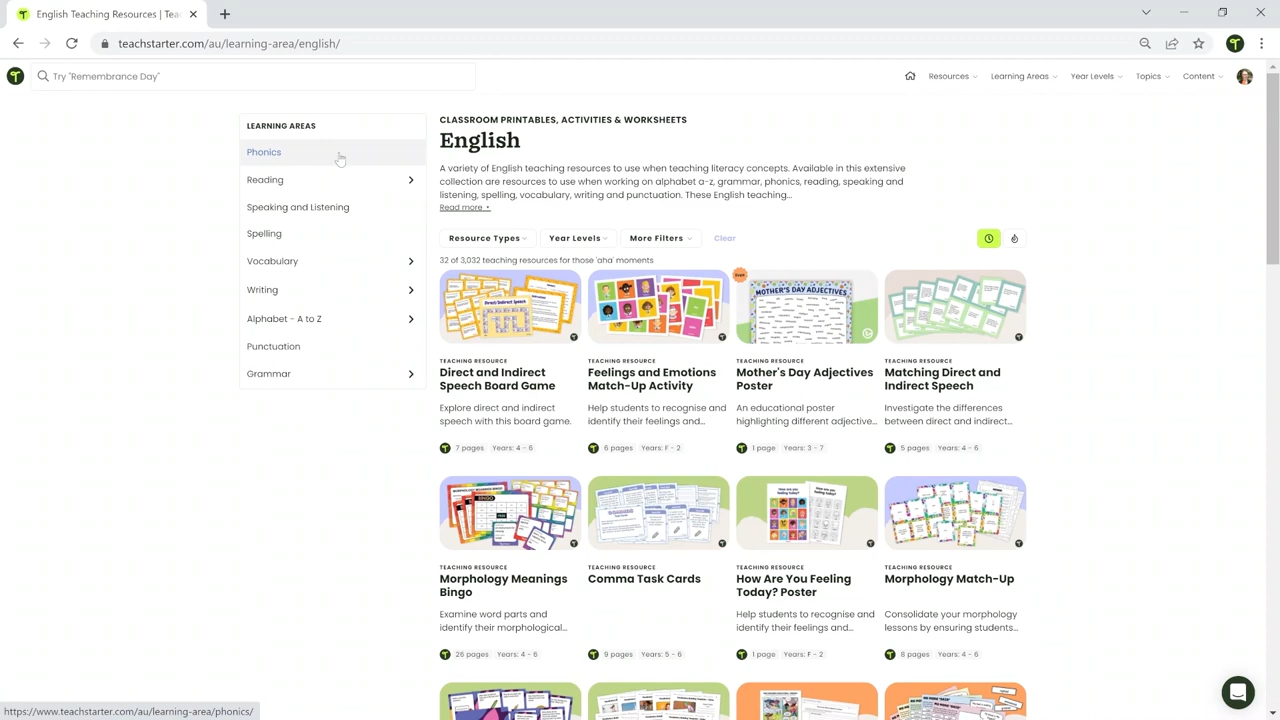 English Teaching Resources | Tea
teachstarter.com/au/learning-area/english/
Try "Remembrance Day"
Resources
Learning Areas
Year Levels
Topics
Content
LEARNING AREAS
Phonics
Reading
Speaking and Listening
Spelling
Vocabulary
Writing
Alphabet - A to Z
Punctuation
Grammar
CLASSROOM PRINTABLES, ACTIVITIES & WORKSHEETS
English
A variety of English teaching resources to use when teaching literacy concepts. Available in this extensive
collection are resources to use when working on alphabet a-z, grammar, phonics, reading, speaking and
listening, spelling, vocabulary, writing and punctuation. These English teaching...
Read more
Resource Types
Year Levels
More Filters
Clear
32 of 3,032 teaching resources for those 'aha' moments
Direct/Indirect
Speech
MOTHER'S DAY ADJECTIVES
TEACHING RESOURCE
Direct and Indirect
Speech Board Game
Explore direct and indirect
speech with this board game.
7 pages
Years: 4 - 6
TEACHING RESOURCE
Feelings and Emotions
Match-Up Activity
Help students to recognise and
identify their feelings and...
6 pages
Years: F - 2
TEACHING RESOURCE
Mother's Day Adjectives
Poster
An educational poster
highlighting different adjective...
1 page
Years: 3 - 7
TEACHING RESOURCE
Matching Direct and
Indirect Speech
Investigate the differences
between direct and indirect...
5 pages
Years: 4 - 6
BINGO
How are you
feeling today?
TEACHING RESOURCE
Morphology Meanings
Bingo
Examine word parts and
identify their morphological...
26 pages
Years: 4 - 6
TEACHING RESOURCE
Comma Task Cards
9 pages
Years: 5 - 6
TEACHING RESOURCE
How Are You Feeling
Today? Poster
Help students to recognise and
identify their feelings and...
1 page
Years: F - 2
TEACHING RESOURCE
Morphology Match-Up
Consolidate your morphology
lessons by ensuring students...
8 pages
Years: 4 - 6
https://www.teachstarter.com/au/learning-area/phonics/